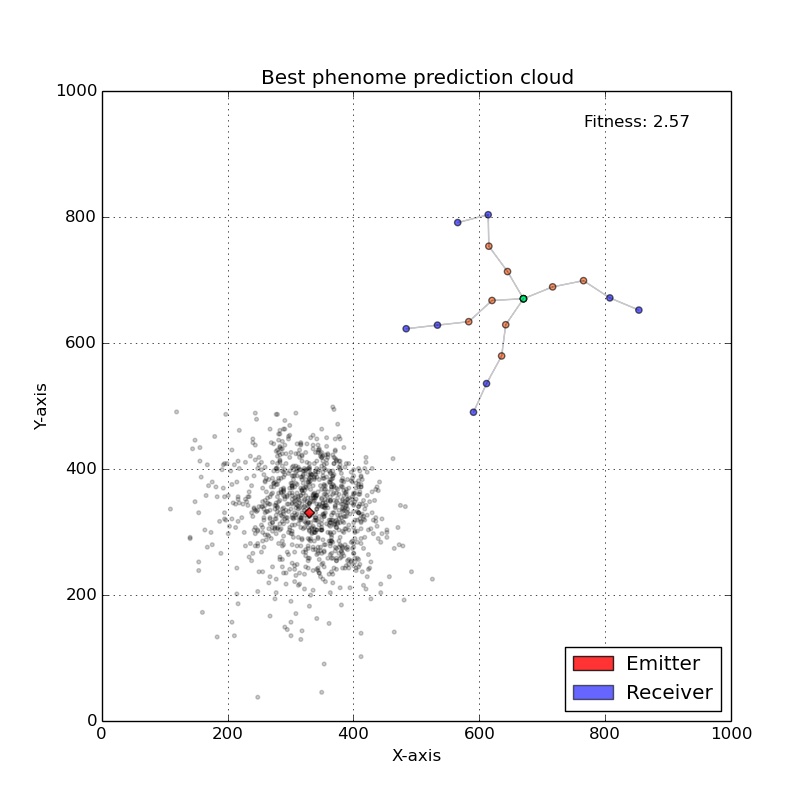 Best phenome prediction cloud
Fitness: 2.57
1000
800
600
400
200
0
Y-axis
0 200 400 600 800 1000
X-axis
Emitter
Receiver